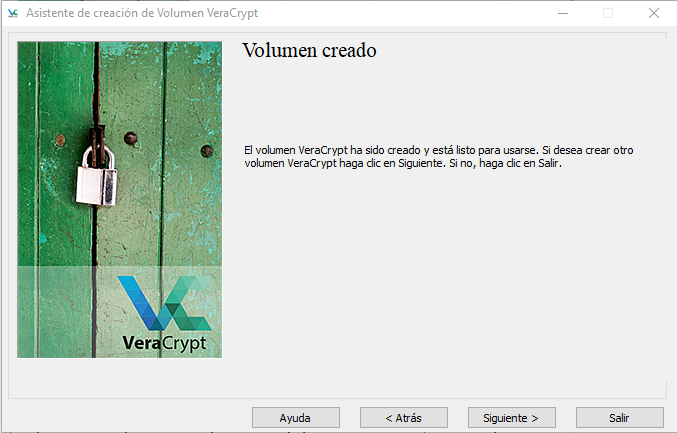 Asistente de creación de Volumen VeraCrypt
Volumen creado
El volumen VeraCrypt ha sido creado y está listo para usarse. Si desea crear otro
volumen VeraCrypt haga clic en Siguiente. Si no, haga clic en Salir.
VeraCrypt
Ayuda
< Atrás
Siguiente >
Salir